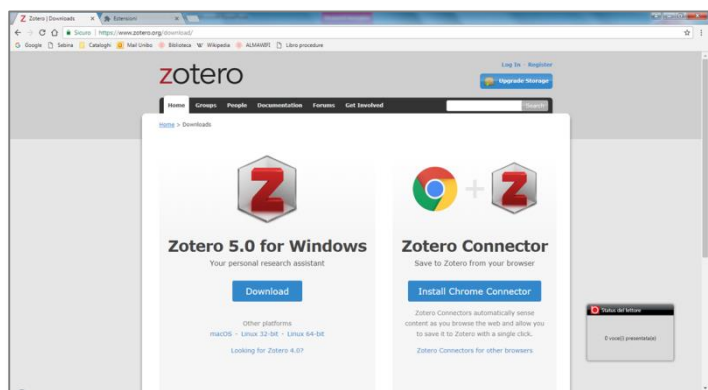 Zotero | Downloads
Estensioni
Sicuro https://www.zotero.org/download/
Google Sebina Cataloghi Mail Unibo Biblioteca Wikipedia ALMAWIFI Libro procedure
Log In · Register
zotero
Upgrade Storage
Home Groups People Documentation Forums Get Involved
Search
Home > Downloads
Zotero 5.0 for Windows
Your personal research assistant
Download
Other platforms
macOS · Linux 32-bit · Linux 64-bit
Looking for Zotero 4.0?
Zotero Connector
Save to Zotero from your browser
Install Chrome Connector
Zotero Connectors automatically sense
content as you browse the web and allow you
to save it to Zotero with a single click.
Zotero Connectors for other browsers
Status del lettore